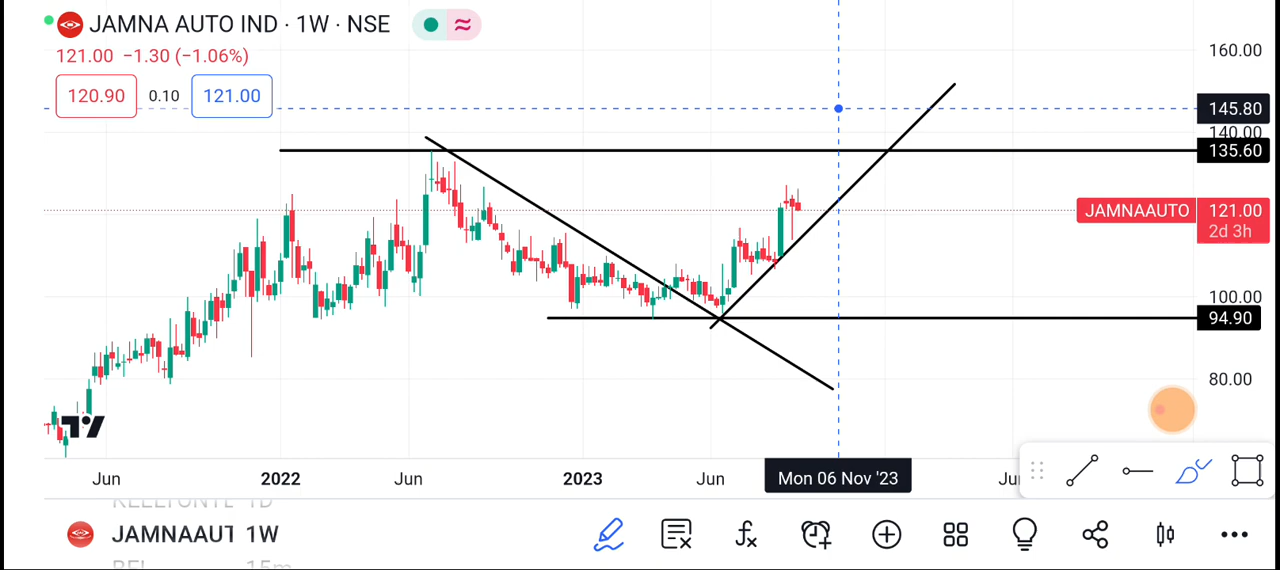 JAMNA AUTO IND · 1W · NSE
121.00 −1.30 (−1.06%)
120.90 0.10 121.00
160.00
145.80
140.00
135.60
JAMNAAUTO 121.00
2d 3h
100.00
94.90
80.00
Jun 2022 Jun 2023 Jun Mon 06 Nov '23
JAMNAAUT 1W